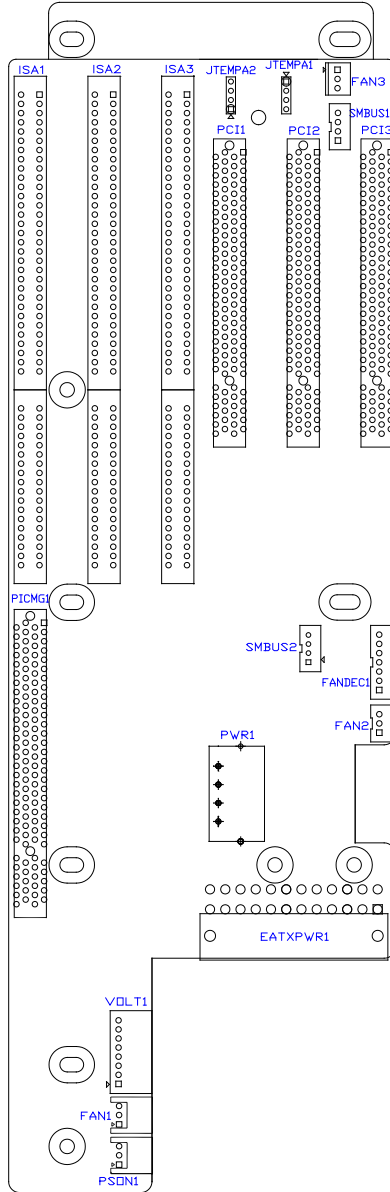 ISA1
ISA2
ISA3
JTEMPA2
JTEMPA1
FAN3
SMBUS1
PCI1
PCI2
PCI3
PICMG1
SMBUS2
FANDEC1
FAN2
PWR1
EATXPWR1
VOLT1
FAN1
PSON1